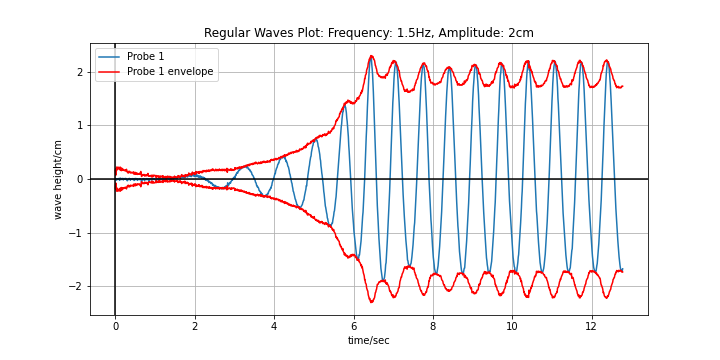 Regular Waves Plot: Frequency: 1.5Hz, Amplitude: 2cm
Probe 1
Probe 1 envelope
wave height/cm
2
1
0
−1
−2
0 2 4 6 8 10 12
time/sec